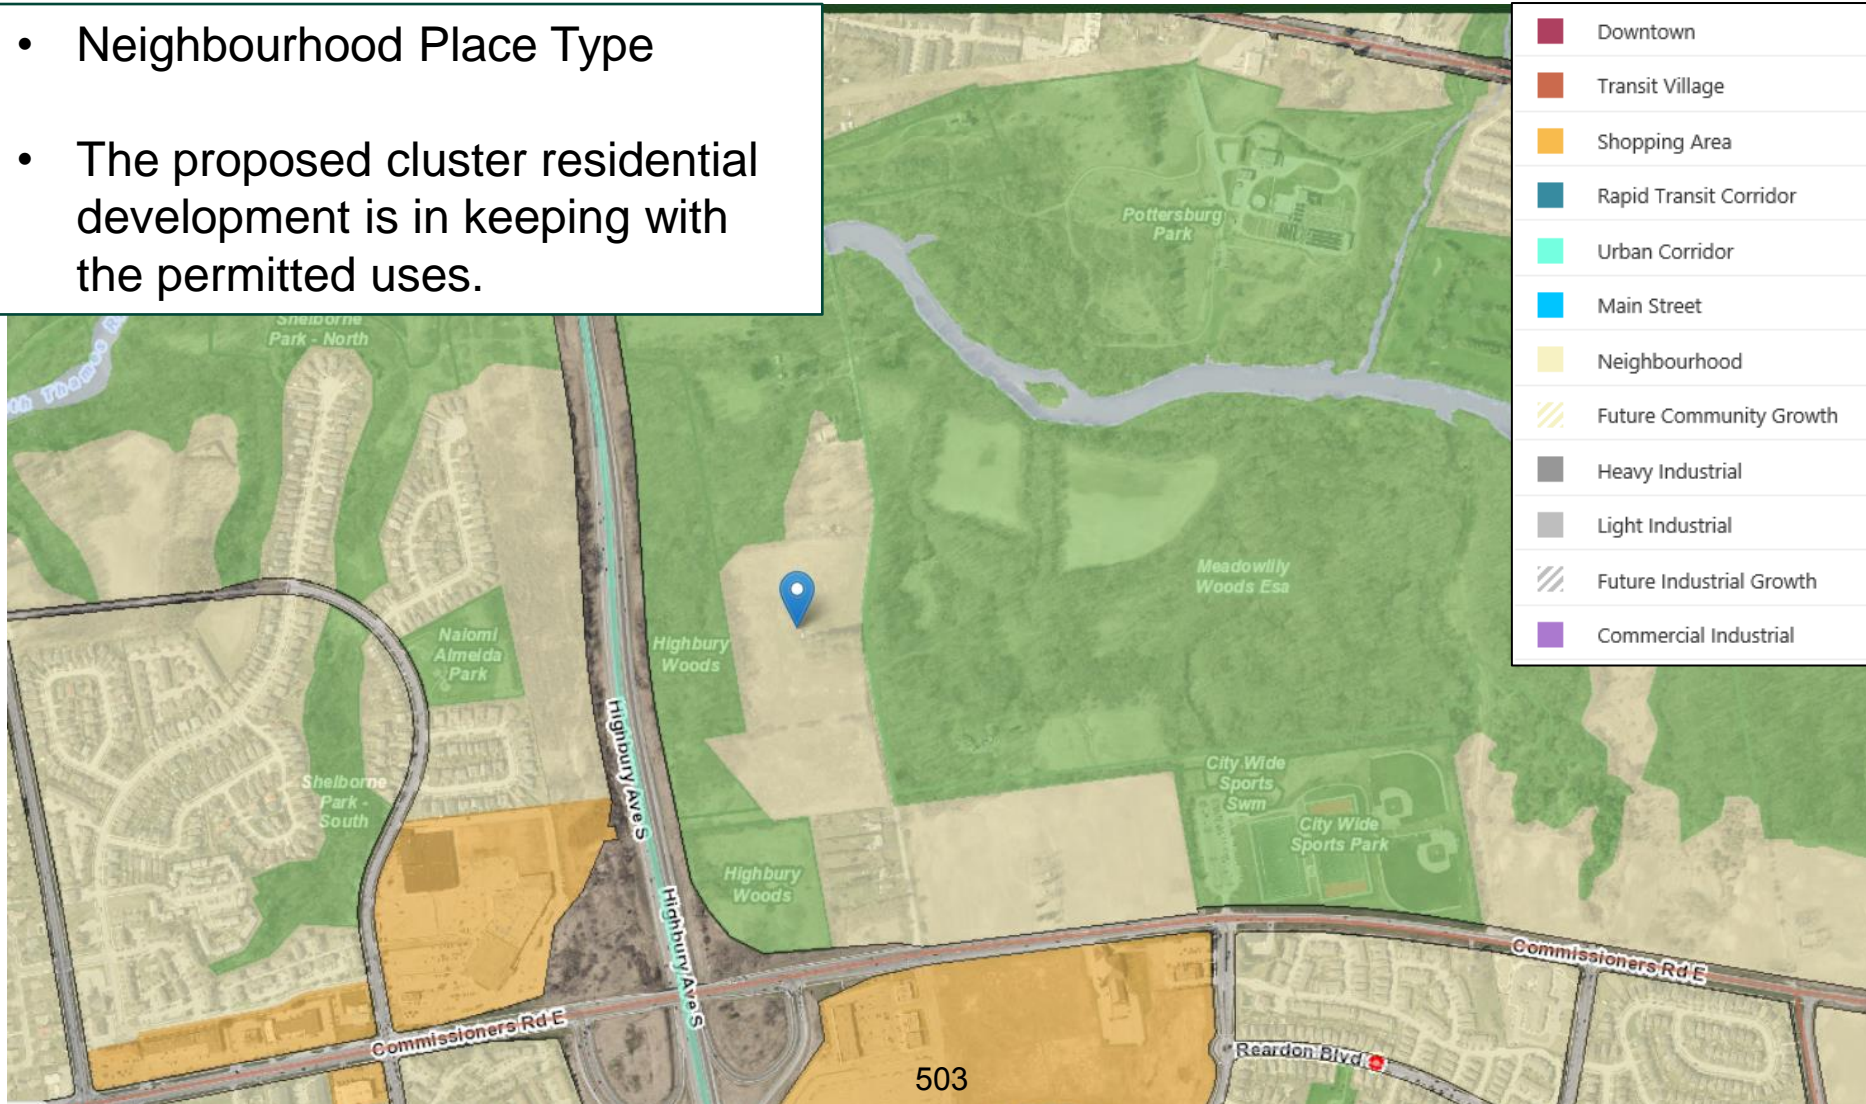 • Neighbourhood Place Type
• The proposed cluster residential
development is in keeping with
the permitted uses.
Downtown
Transit Village
Shopping Area
Rapid Transit Corridor
Urban Corridor
Main Street
Neighbourhood
Future Community Growth
Heavy Industrial
Light Industrial
Future Industrial Growth
Commercial Industrial
Pottersburg
Park
Shelborne
Park - North
th Thames
Meadowlily
Woods Esa
Naiomi
Almeida
Park
Highbury
Woods
Highbury Ave S
Shelborne
Park -
South
City Wide
Sports
Swm
City Wide
Sports Park
Highbury
Woods
Highbury Ave S
Commissioners Rd E
Commissioners Rd E
Reardon Blvd
503